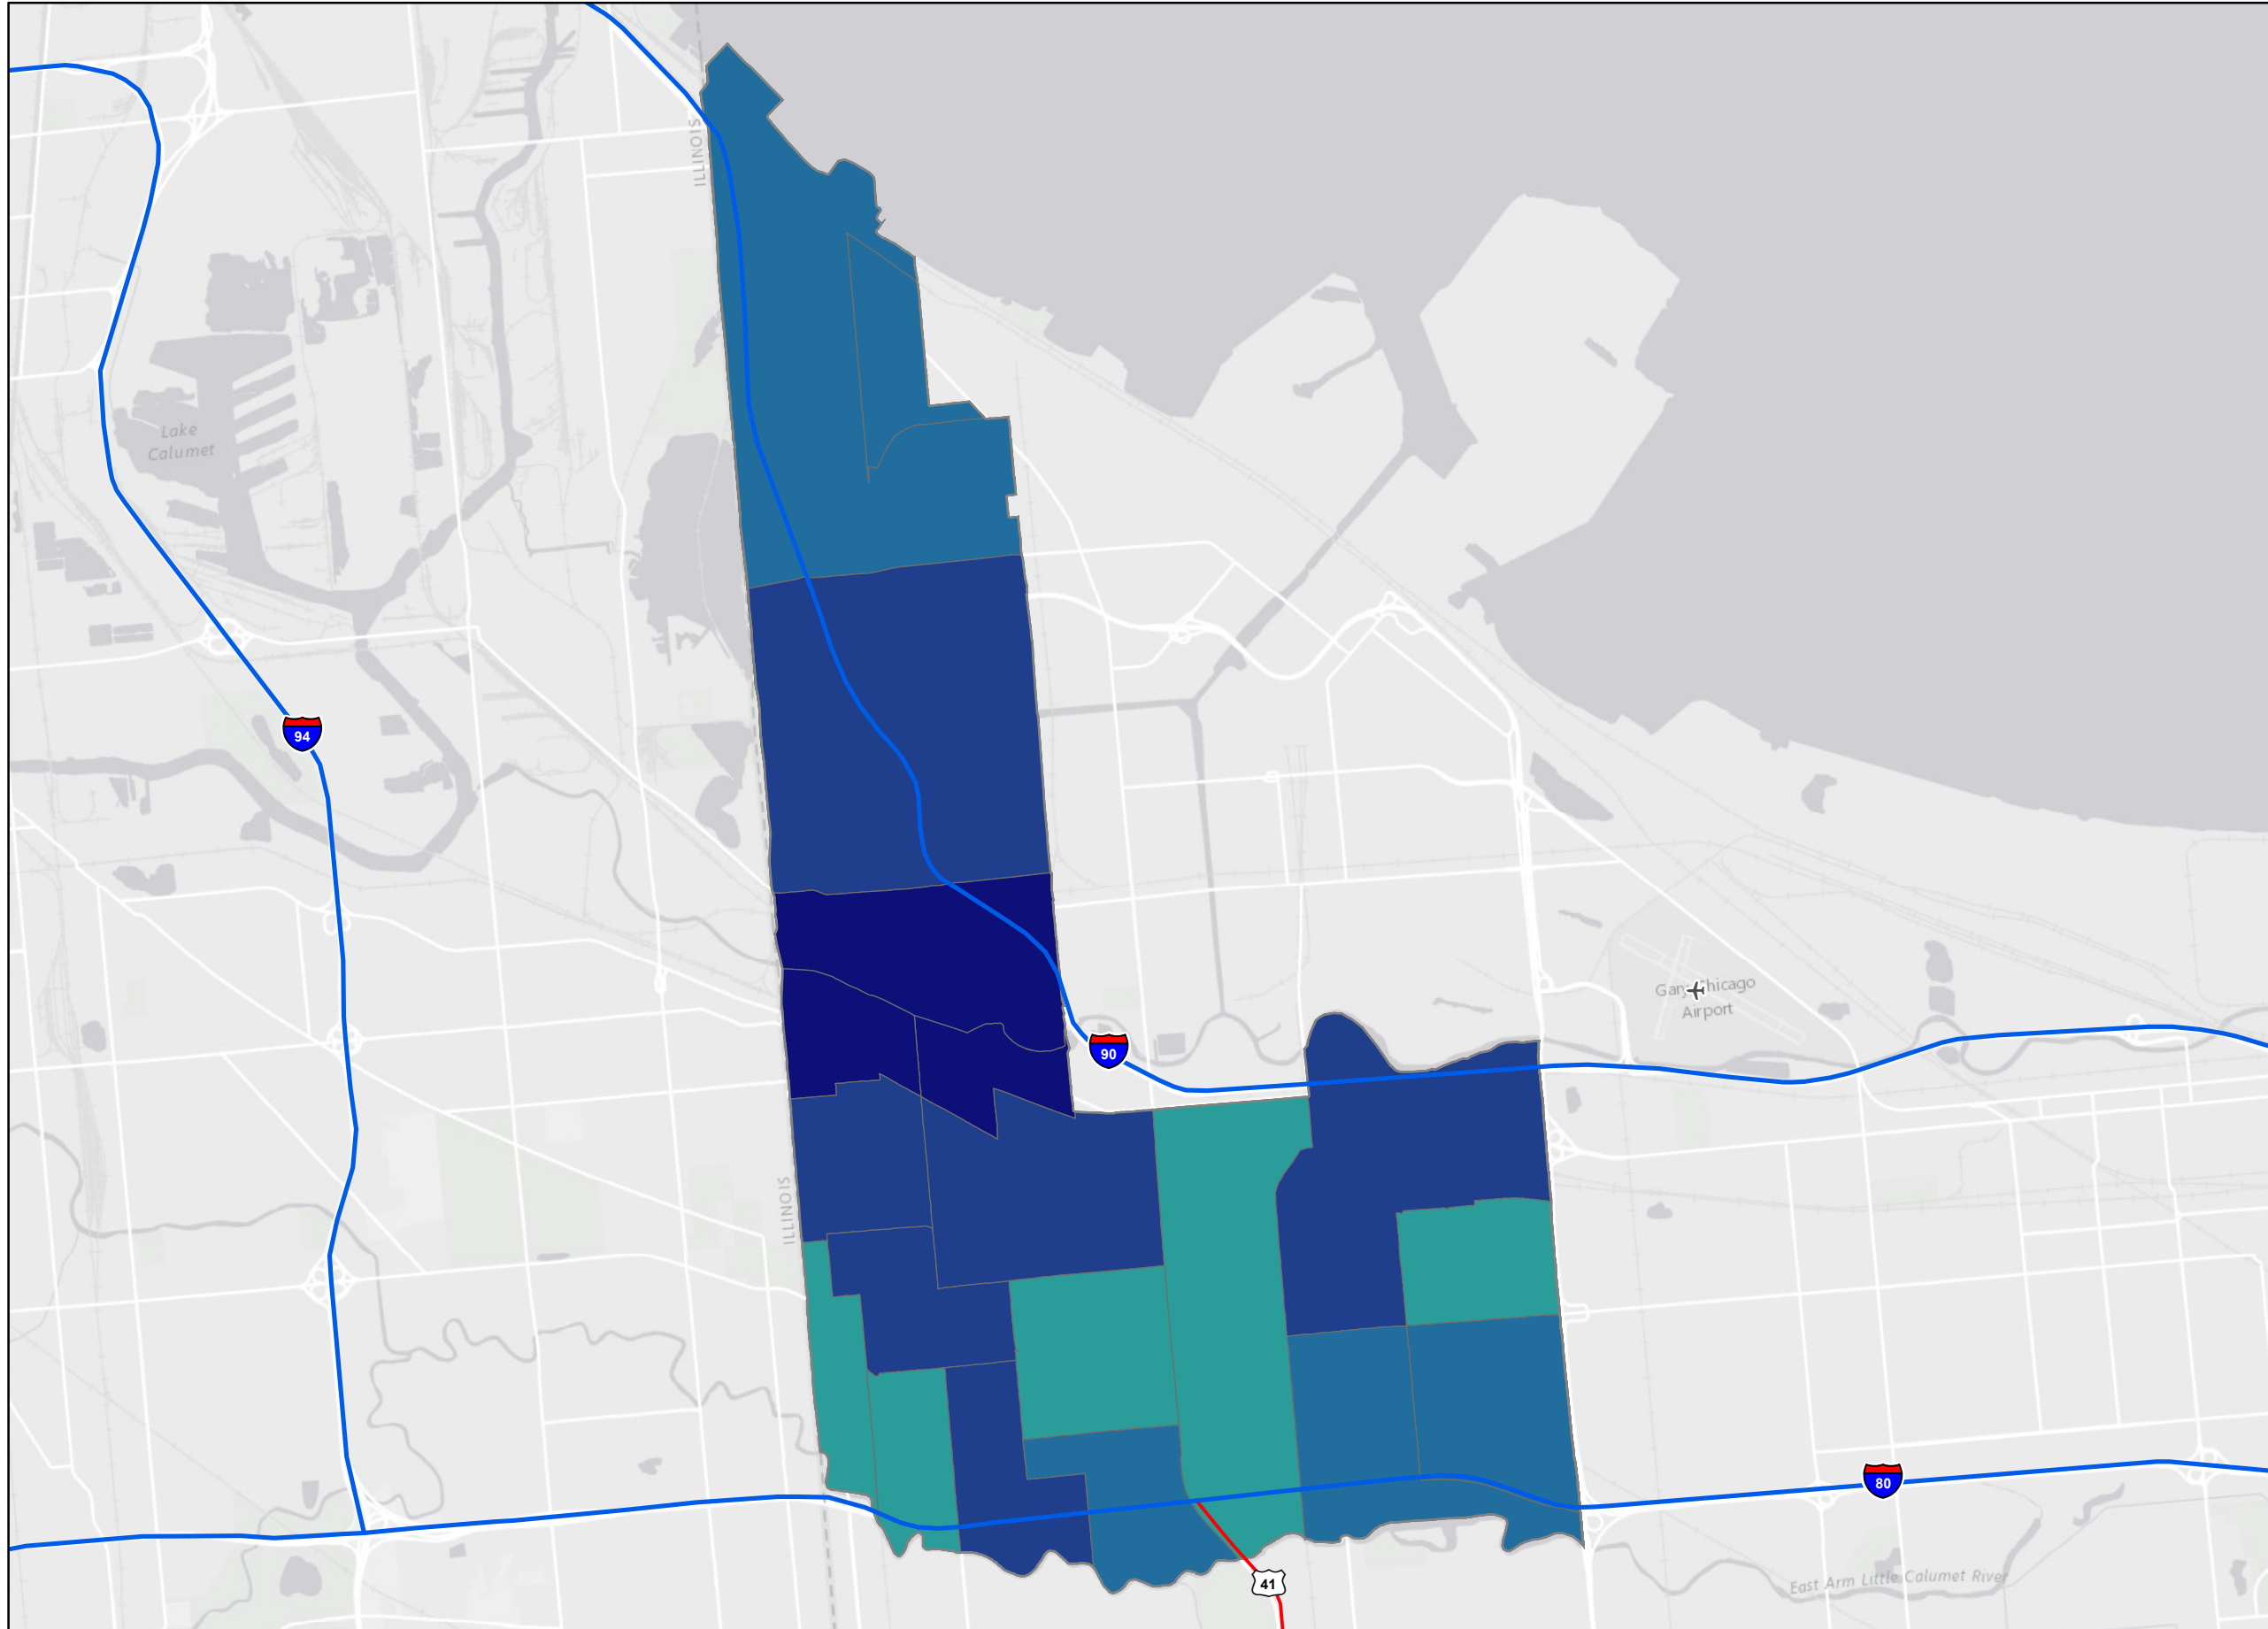 ILLINOIS
Lake
Calumet
94
Gary/Chicago
Airport
90
ILLINOIS
80
41
East Arm Little Calumet River